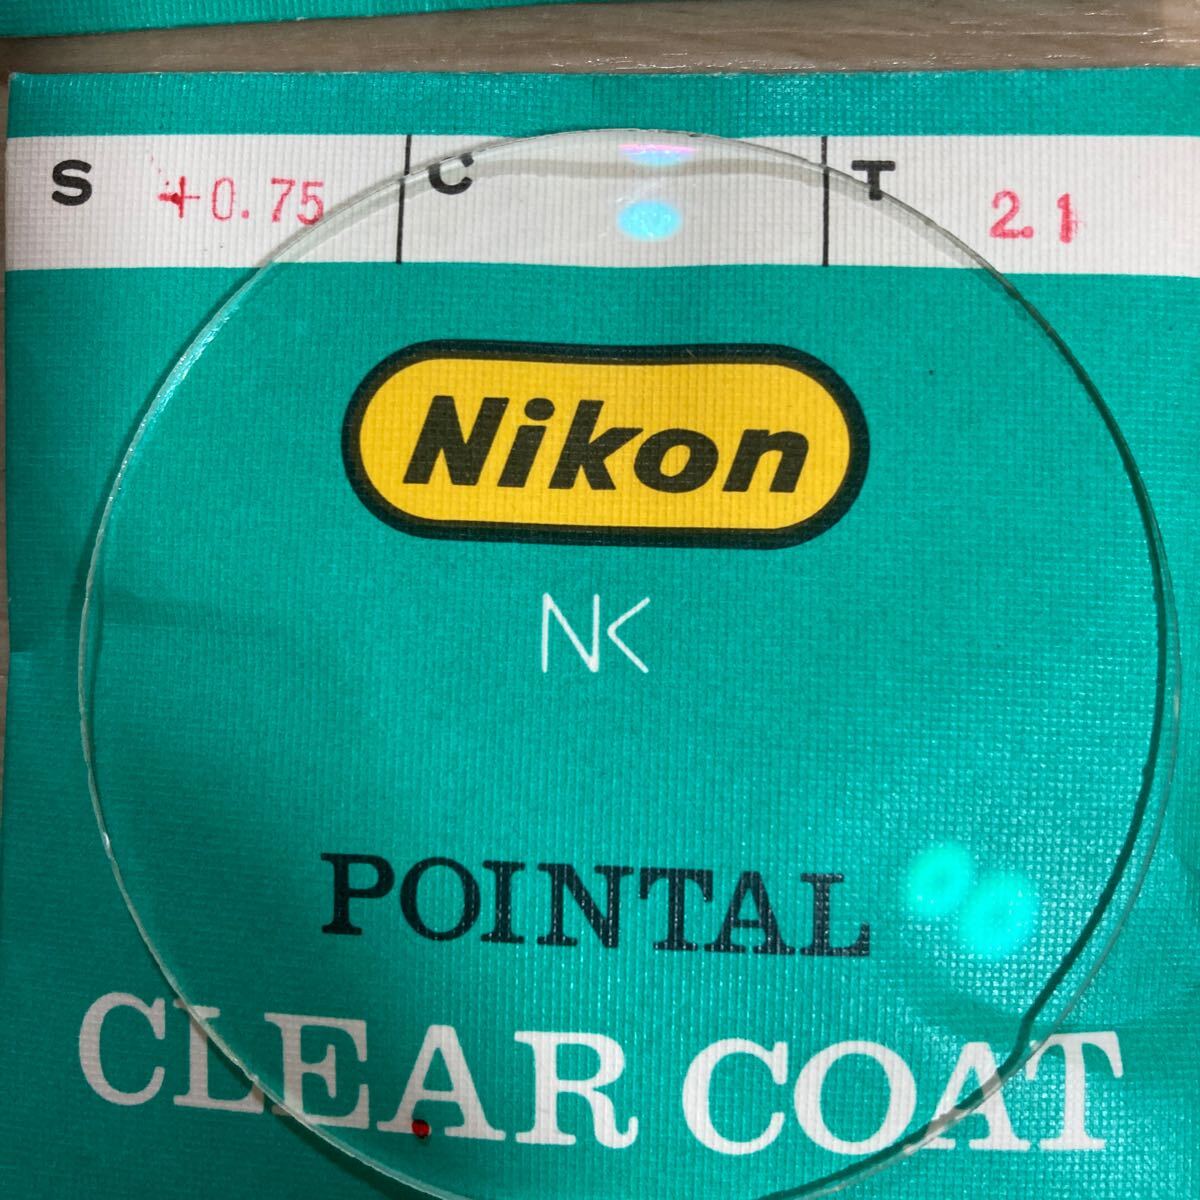 S +0.75 C T 2.1
Nikon
NK
POINTAL
CLEAR COAT